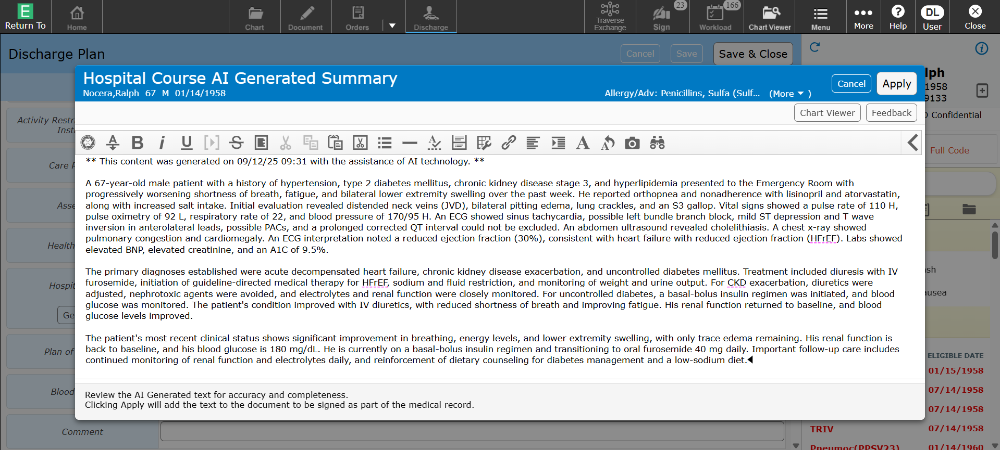 E
Return To
Home
Chart
Document
Orders
Discharge
Traverse
Exchange
23
Sign
166
Workload
Chart Viewer
Menu
More
?
Help
DL
User
Close
Discharge Plan
Cancel
Save
Save & Close
Hospital Course AI Generated Summary
Nocera,Ralph 67 M 01/14/1958
Allergy/Adv: Penicillins, Sulfa (Sulf... (More )
Cancel
Apply
Chart Viewer
Feedback
** This content was generated on 09/12/25 09:31 with the assistance of AI technology. **
A 67-year-old male patient with a history of hypertension, type 2 diabetes mellitus, chronic kidney disease stage 3, and hyperlipidemia presented to the Emergency Room with
progressively worsening shortness of breath, fatigue, and bilateral lower extremity swelling over the past week. He reported orthopnea and nonadherence with lisinopril and atorvastatin,
along with increased salt intake. Initial evaluation revealed distended neck veins (JVD), bilateral pitting edema, lung crackles, and an S3 gallop. Vital signs showed a pulse rate of 110 H,
pulse oximetry of 92 L, respiratory rate of 22, and blood pressure of 170/95 H. An ECG showed sinus tachycardia, possible left bundle branch block, mild ST depression and T wave
inversion in anterolateral leads, possible PACs, and a prolonged corrected QT interval could not be excluded. An abdomen ultrasound revealed cholelithiasis. A chest x-ray showed
pulmonary congestion and cardiomegaly. An ECG interpretation noted a reduced ejection fraction (30%), consistent with heart failure with reduced ejection fraction (HFrEF). Labs showed
elevated BNP, elevated creatinine, and an A1C of 9.5%.
The primary diagnoses established were acute decompensated heart failure, chronic kidney disease exacerbation, and uncontrolled diabetes mellitus. Treatment included diuresis with IV
furosemide, initiation of guideline-directed medical therapy for HFrEF, sodium and fluid restriction, and monitoring of weight and urine output. For CKD exacerbation, diuretics were
adjusted, nephrotoxic agents were avoided, and electrolytes and renal function were closely monitored. For uncontrolled diabetes, a basal-bolus insulin regimen was initiated, and blood
glucose was monitored. The patient's condition improved with IV diuretics, with reduced shortness of breath and improving fatigue. His renal function returned to baseline, and blood
glucose levels improved.
The patient's most recent clinical status shows significant improvement in breathing, energy levels, and lower extremity swelling, with only trace edema remaining. His renal function is
back to baseline, and his blood glucose is 180 mg/dL. He is currently on a basal-bolus insulin regimen and transitioning to oral furosemide 40 mg daily. Important follow-up care includes
continued monitoring of renal function and electrolytes daily, and reinforcement of dietary counseling for diabetes management and a low-sodium diet.
Review the AI Generated text for accuracy and completeness.
Clicking Apply will add the text to the document to be signed as part of the medical record.
Activity Restr
Inst
Care P
Asse
Health
Hospit
Ge
Plan of
Blood
Comment
lph
1958
9133
Confidential
Full Code
sh
usea
ELIGIBLE DATE
01/15/1958
07/14/1958
07/14/1958
TRIV 07/14/1958
Pneumoc(PPSV23) 01/14/1960